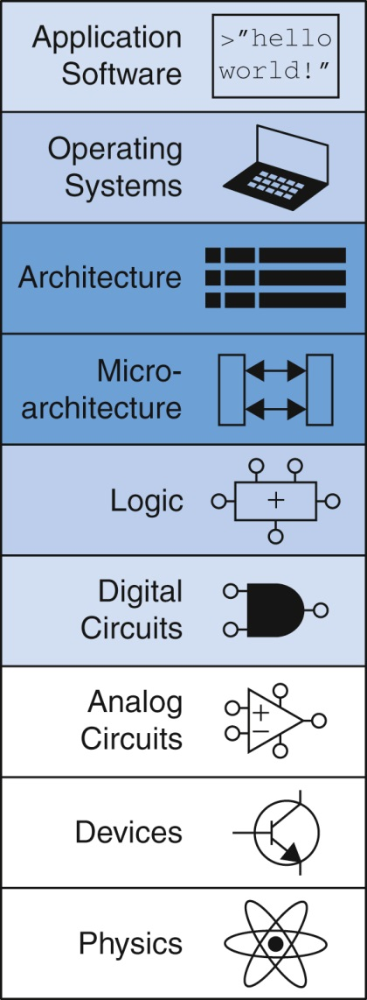 Application
Software
>"hello
world!"
Operating
Systems
Architecture
Micro-
architecture
Logic
+
Digital
Circuits
Analog
Circuits
+
−
Devices
Physics